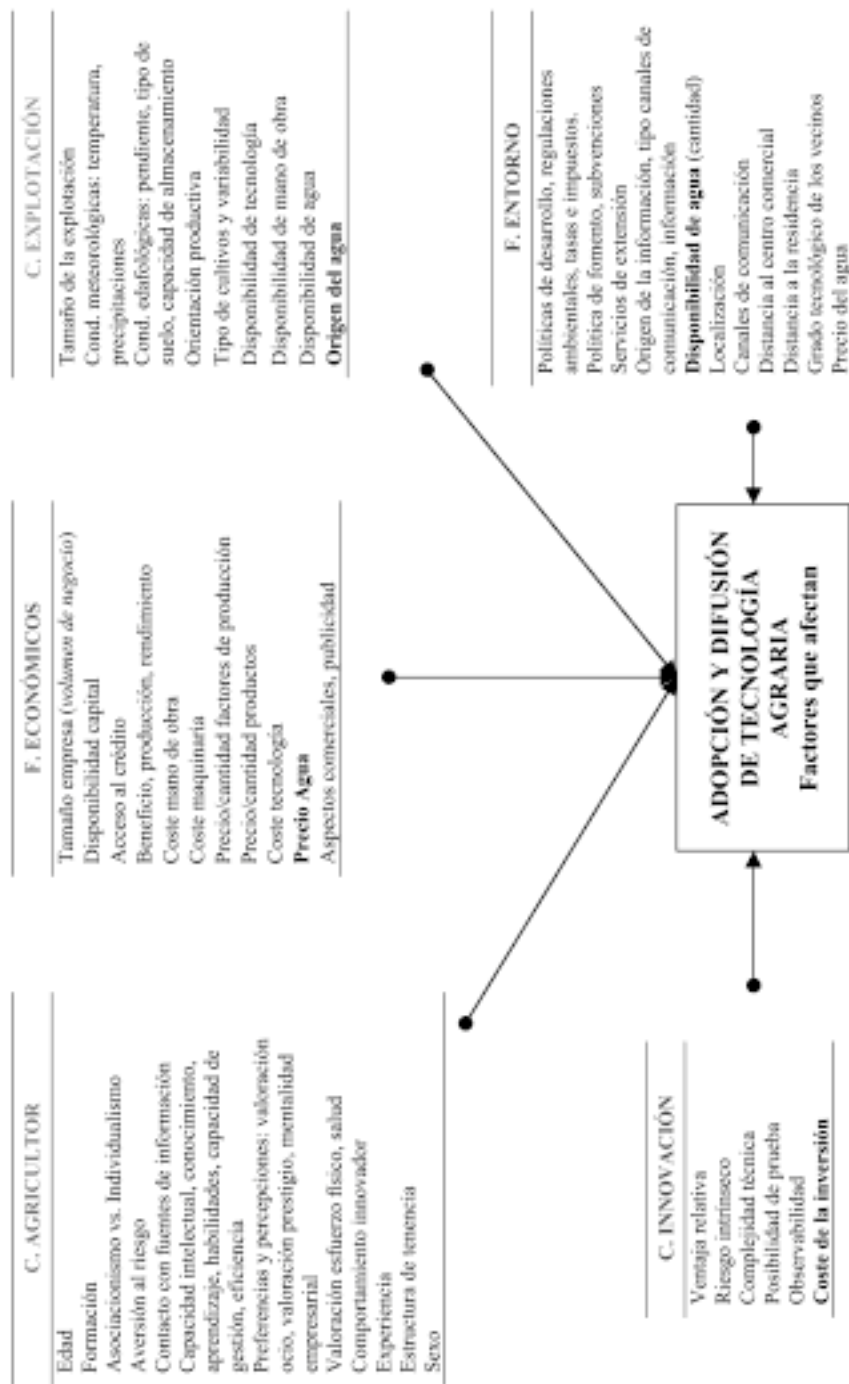 C. AGRICULTOR
Edad
Formación
Asociacionismo vs. Individualismo
Aversión al riesgo
Contacto con fuentes de información
Capacidad intelectual, conocimiento,
aprendizaje, habilidades, capacidad de
gestión, eficiencia
Preferencias y percepciones: valoración
ocio, valoración prestigio, mentalidad
empresarial
Valoración esfuerzo físico, salud
Comportamiento innovador
Experiencia
Estructura de tenencia
Sexo
F. ECONÓMICOS
Tamaño empresa (volumen de negocio)
Disponibilidad capital
Acceso al crédito
Beneficio, producción, rendimiento
Coste mano de obra
Coste maquinaria
Precio/cantidad factores de producción
Precio/cantidad productos
Coste tecnología
Precio Agua
Aspectos comerciales, publicidad
C. EXPLOTACIÓN
Tamaño de la explotación
Cond. meteorológicas: temperatura,
precipitaciones
Cond. edafológicas: pendiente, tipo de
suelo, capacidad de almacenamiento
Orientación productiva
Tipo de cultivos y variabilidad
Disponibilidad de tecnología
Disponibilidad de mano de obra
Disponibilidad de agua
Origen del agua
C. INNOVACIÓN
Ventaja relativa
Riesgo intrínseco
Complejidad técnica
Posibilidad de prueba
Observabilidad
Coste de la inversión
ADOPCIÓN Y DIFUSIÓN
DE TECNOLOGÍA
AGRARIA
Factores que afectan
F. ENTORNO
Políticas de desarrollo, regulaciones
ambientales, tasas e impuestos.
Política de fomento, subvenciones
Servicios de extensión
Origen de la información, tipo canales de
comunicación, información
Disponibilidad de agua (cantidad)
Localización
Canales de comunicación
Distancia al centro comercial
Distancia a la residencia
Grado tecnológico de los vecinos
Precio del agua